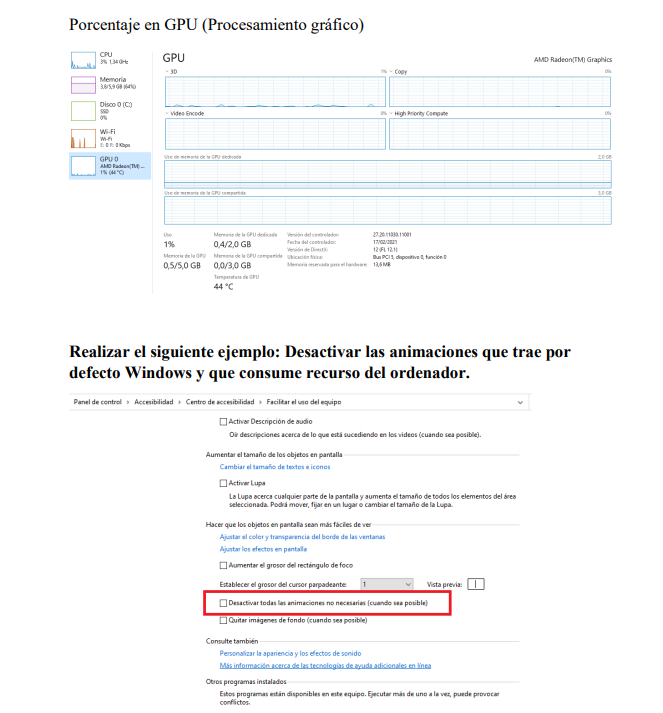 Porcentaje en GPU (Procesamiento gráfico)
CPU
3% 1,34 GHz
Memoria
3,8/5,9 GB (64%)
Disco 0 (C:)
SSD
0%
Wi-Fi
Wi-Fi
E: 0 R: 0 Kbps
GPU 0
AMD Radeon(TM) ...
1% (44 °C)
GPU
AMD Radeon(TM) Graphics
3D 1%
Copy 0%
Video Encode 0%
High Priority Compute 0%
Uso de memoria de la GPU dedicada 2,0 GB
Uso de memoria de la GPU compartida 3,0 GB
Uso
1%
Memoria de la GPU dedicada
0,4/2,0 GB
Memoria de la GPU
0,5/5,0 GB
Memoria de la GPU compartida
0,0/3,0 GB
Temperatura de GPU
44 °C
Versión del controlador: 27.20.11030.11001
Fecha del controlador: 17/02/2021
Versión de DirectX: 12 (FL 12.1)
Ubicación física: Bus PCI 5, dispositivo 0, función 0
Memoria reservada para el hardware: 13,6 MB
Realizar el siguiente ejemplo: Desactivar las animaciones que trae por
defecto Windows y que consume recurso del ordenador.
Panel de control > Accesibilidad > Centro de accesibilidad > Facilitar el uso del equipo
Activar Descripción de audio
Oír descripciones acerca de lo que está sucediendo en los videos (cuando sea posible).
Aumentar el tamaño de los objetos en pantalla
Cambiar el tamaño de textos e iconos
Activar Lupa
La Lupa acerca cualquier parte de la pantalla y aumenta el tamaño de todos los elementos del área
seleccionada. Podrá mover, fijar en un lugar o cambiar el tamaño de la Lupa.
Hacer que los objetos en pantalla sean más fáciles de ver
Ajustar el color y transparencia del borde de las ventanas
Ajustar los efectos en pantalla
Aumentar el grosor del rectángulo de foco
Establecer el grosor del cursor parpadeante: 1 Vista previa:
Desactivar todas las animaciones no necesarias (cuando sea posible)
Quitar imágenes de fondo (cuando sea posible)
Consulte también
Personalizar la apariencia y los efectos de sonido
Más información acerca de las tecnologías de ayuda adicionales en línea
Otros programas instalados
Estos programas están disponibles en este equipo. Ejecutar más de uno a la vez, puede provocar
conflictos.